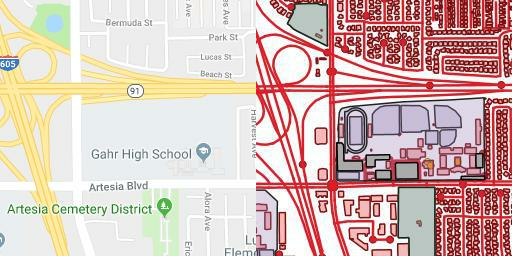 Bermuda St
Park St
Lucas St
Beach St
605
91
Harvest Ave
Gahr High School
Artesia Blvd
Artesia Cemetery District
Alora Ave